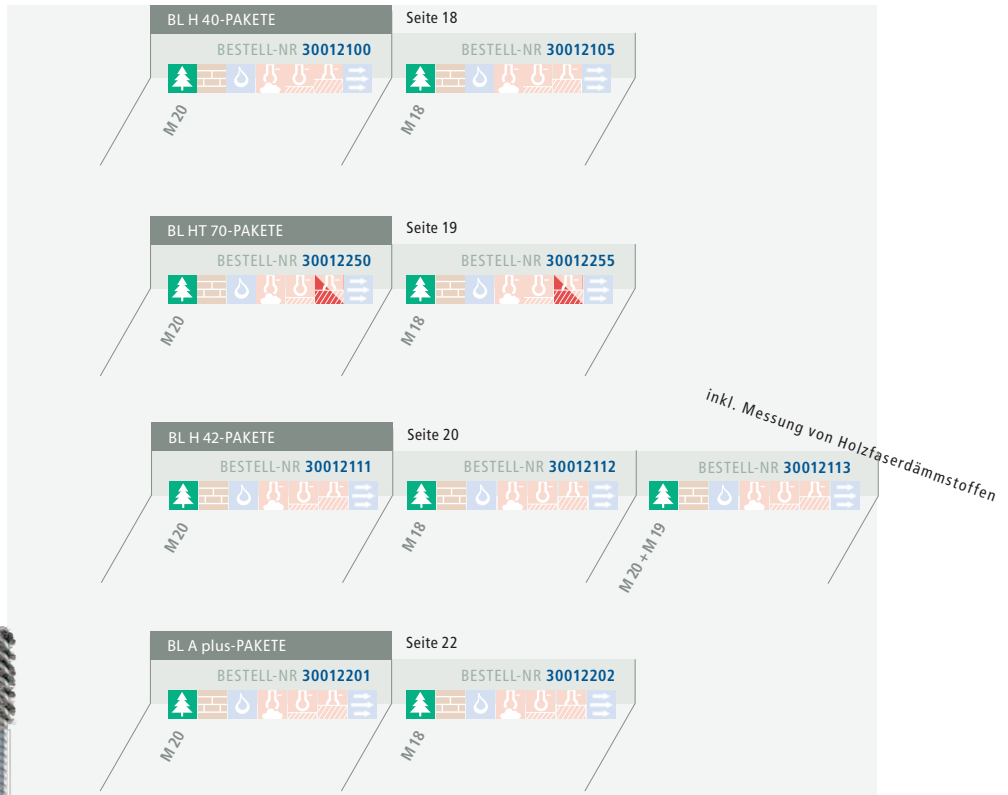 BL H 40-PAKETE
Seite 18
BESTELL-NR 30012100
BESTELL-NR 30012105
M 20
M 18
BL HT 70-PAKETE
Seite 19
BESTELL-NR 30012250
BESTELL-NR 30012255
M 20
M 18
inkl. Messung von Holzfaserdämmstoffen
BL H 42-PAKETE
Seite 20
BESTELL-NR 30012111
BESTELL-NR 30012112
BESTELL-NR 30012113
M 20
M 18
M 20 + M 19
BL A plus-PAKETE
Seite 22
BESTELL-NR 30012201
BESTELL-NR 30012202
M 20
M 18